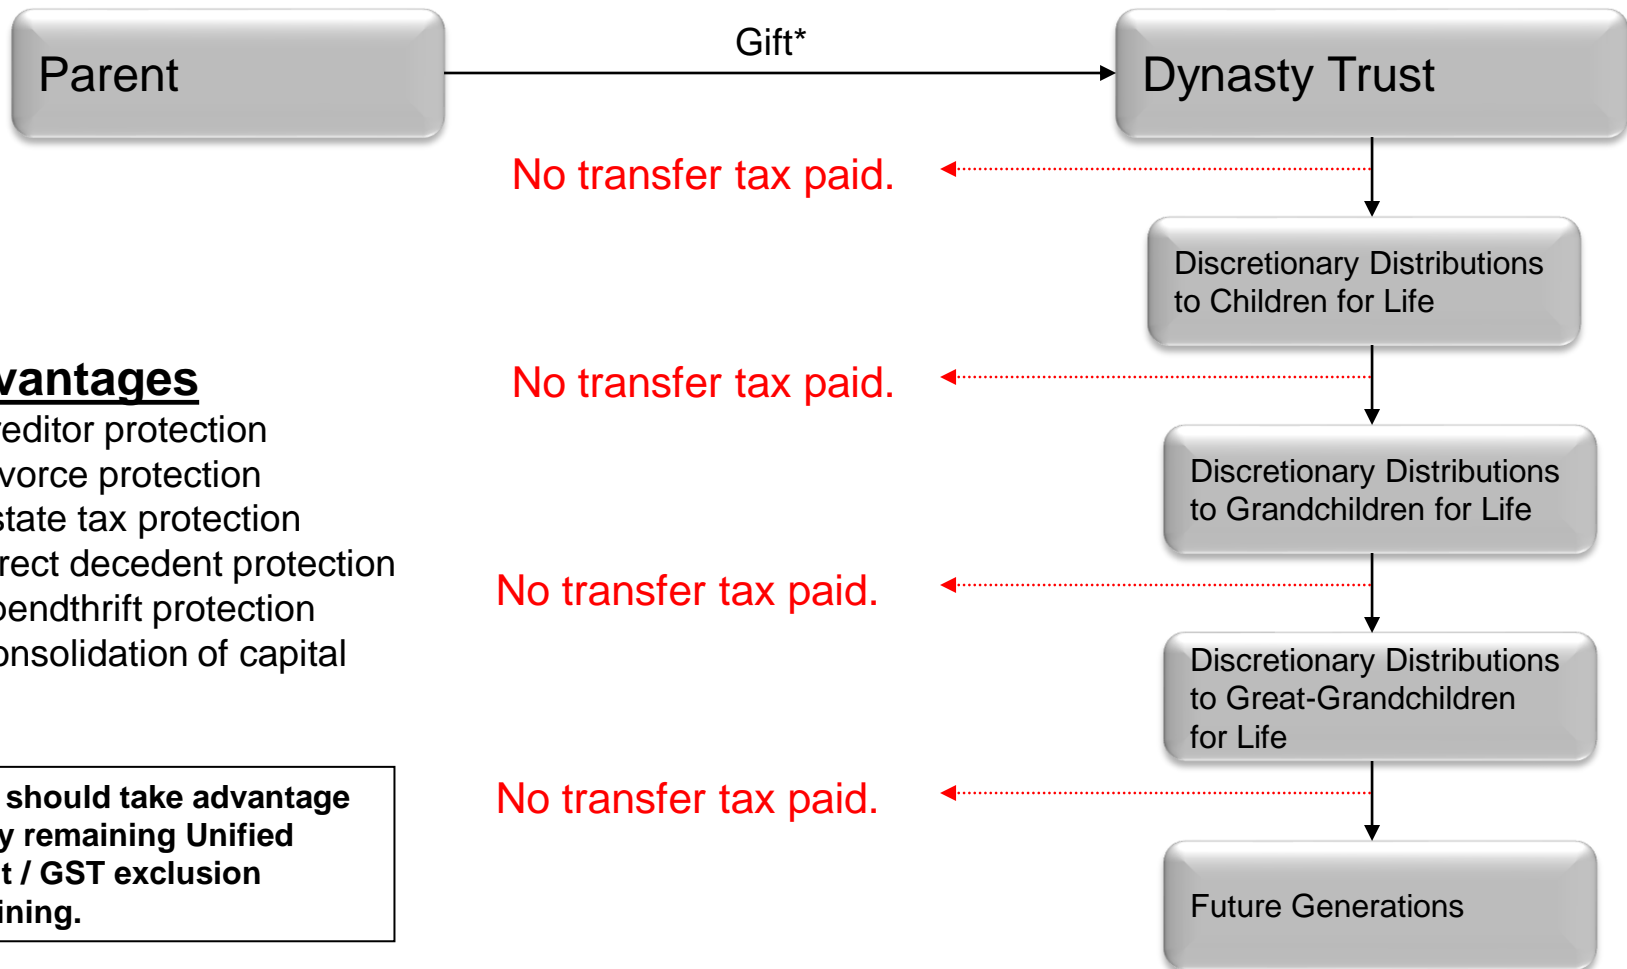 Parent
Gift*
Dynasty Trust
No transfer tax paid.
Discretionary Distributions
to Children for Life
No transfer tax paid.
vantages
reditor protection
vorce protection
state tax protection
rect decedent protection
pendthrift protection
onsolidation of capital
Discretionary Distributions
to Grandchildren for Life
No transfer tax paid.
Discretionary Distributions
to Great-Grandchildren
for Life
should take advantage
y remaining Unified
t / GST exclusion
ining.
No transfer tax paid.
Future Generations